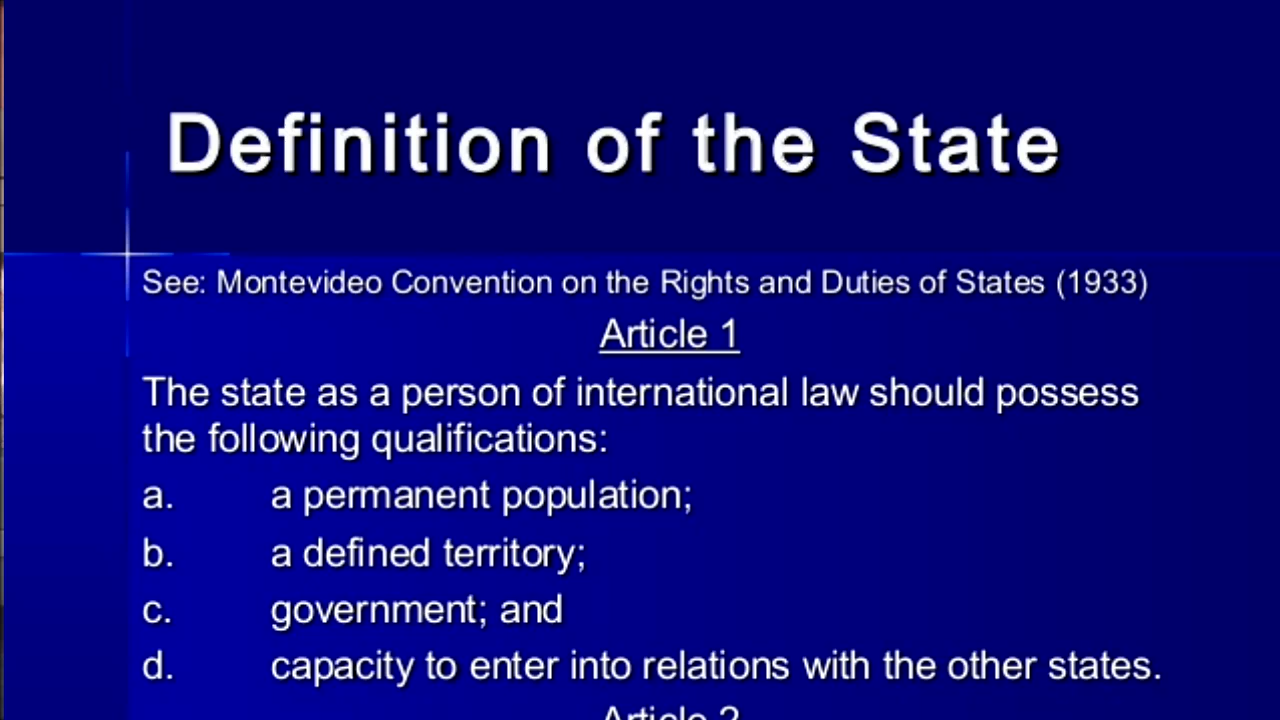 Definition of the State
See: Montevideo Convention on the Rights and Duties of States (1933)
Article 1
The state as a person of international law should possess
the following qualifications:
a. a permanent population;
b. a defined territory;
c. government; and
d. capacity to enter into relations with the other states.
Article 2